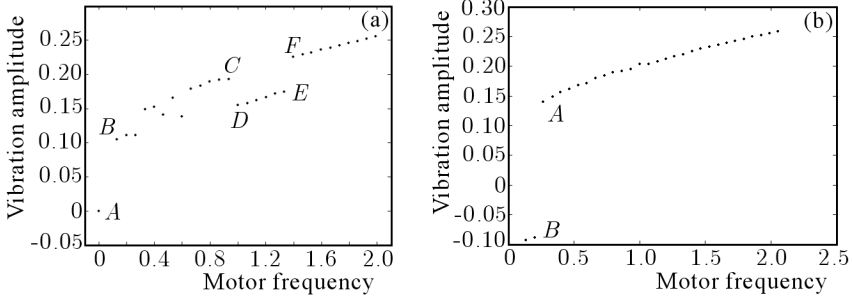 (a)
Vibration amplitude
0.25
0.20
0.15
0.10
0.05
0
-0.05
A
B
C
D
E
F
0 0.4 0.8 1.2 1.6 2.0
Motor frequency
(b)
Vibration amplitude
0.30
0.25
0.20
0.15
0.10
0.05
0
-0.05
-0.10
A
B
0.5 1.0 1.5 2.0 2.5
Motor frequency